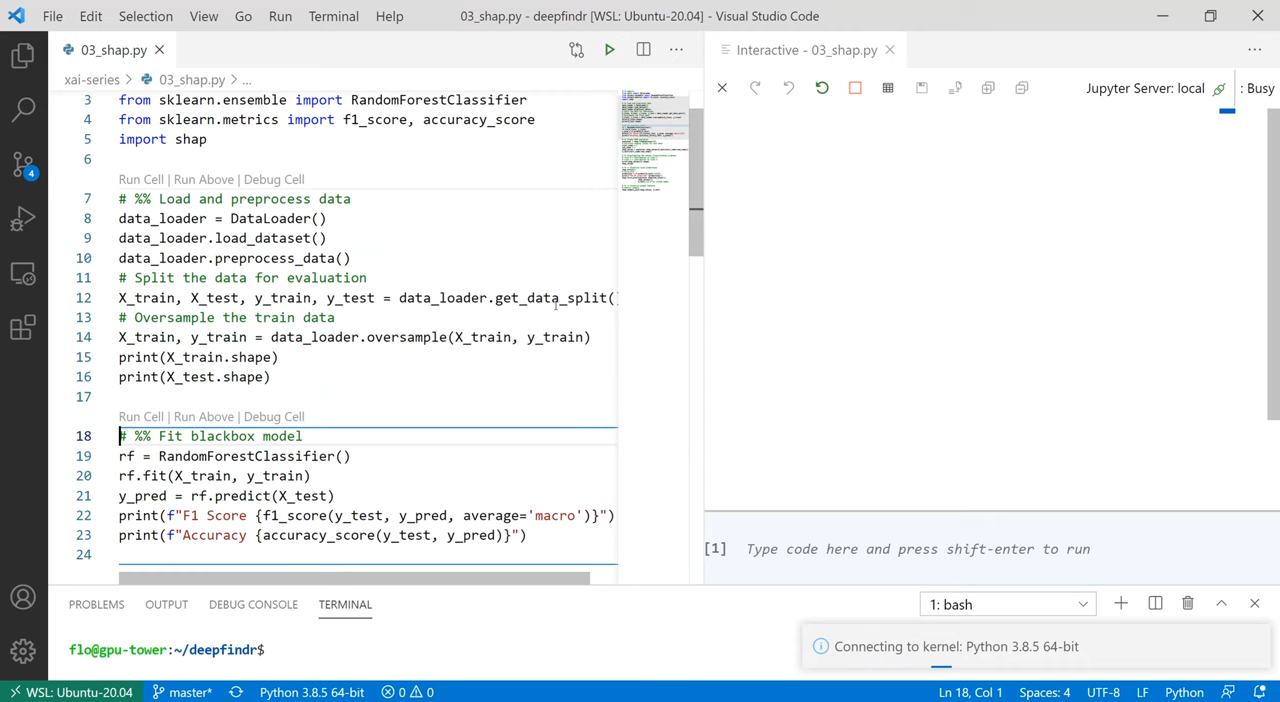 File Edit Selection View Go Run Terminal Help 03_shap.py - deepfindr [WSL: Ubuntu-20.04] - Visual Studio Code
03_shap.py
Interactive - 03_shap.py
xai-series > 03_shap.py > ...
Jupyter Server: local : Busy
3 from sklearn.ensemble import RandomForestClassifier
4 from sklearn.metrics import f1_score, accuracy_score
5 import shap
6
Run Cell | Run Above | Debug Cell
7 # %% Load and preprocess data
8 data_loader = DataLoader()
9 data_loader.load_dataset()
10 data_loader.preprocess_data()
11 # Split the data for evaluation
12 X_train, X_test, y_train, y_test = data_loader.get_data_split()
13 # Oversample the train data
14 X_train, y_train = data_loader.oversample(X_train, y_train)
15 print(X_train.shape)
16 print(X_test.shape)
17
Run Cell | Run Above | Debug Cell
18 # %% Fit blackbox model
19 rf = RandomForestClassifier()
20 rf.fit(X_train, y_train)
21 y_pred = rf.predict(X_test)
22 print(f"F1 Score {f1_score(y_test, y_pred, average='macro')}")
23 print(f"Accuracy {accuracy_score(y_test, y_pred)}")
24
[1] Type code here and press shift-enter to run
4
PROBLEMS OUTPUT DEBUG CONSOLE TERMINAL 1: bash
flo@gpu-tower:~/deepfindr$
Connecting to kernel: Python 3.8.5 64-bit
WSL: Ubuntu-20.04 master* Python 3.8.5 64-bit 0 0 Ln 18, Col 1 Spaces: 4 UTF-8 LF Python